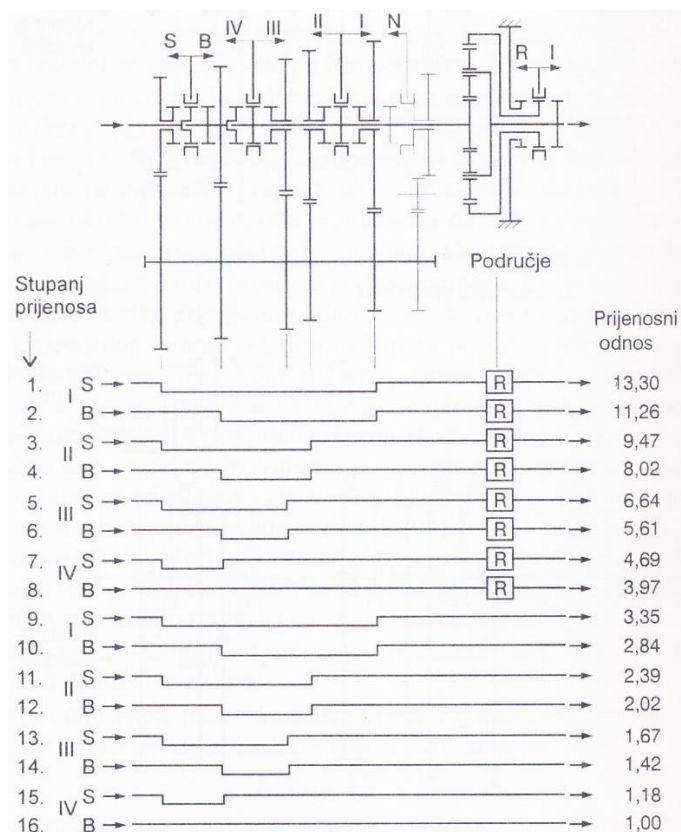 S B IV III II I N R I
Područje
Stupanj
prijenosa
Prijenosni
odnos
1. I S R 13,30
2. B R 11,26
3. II S R 9,47
4. B R 8,02
5. III S R 6,64
6. B R 5,61
7. IV S R 4,69
8. B R 3,97
9. I S 3,35
10. B 2,84
11. II S 2,39
12. B 2,02
13. III S 1,67
14. B 1,42
15. IV S 1,18
16. B 1,00